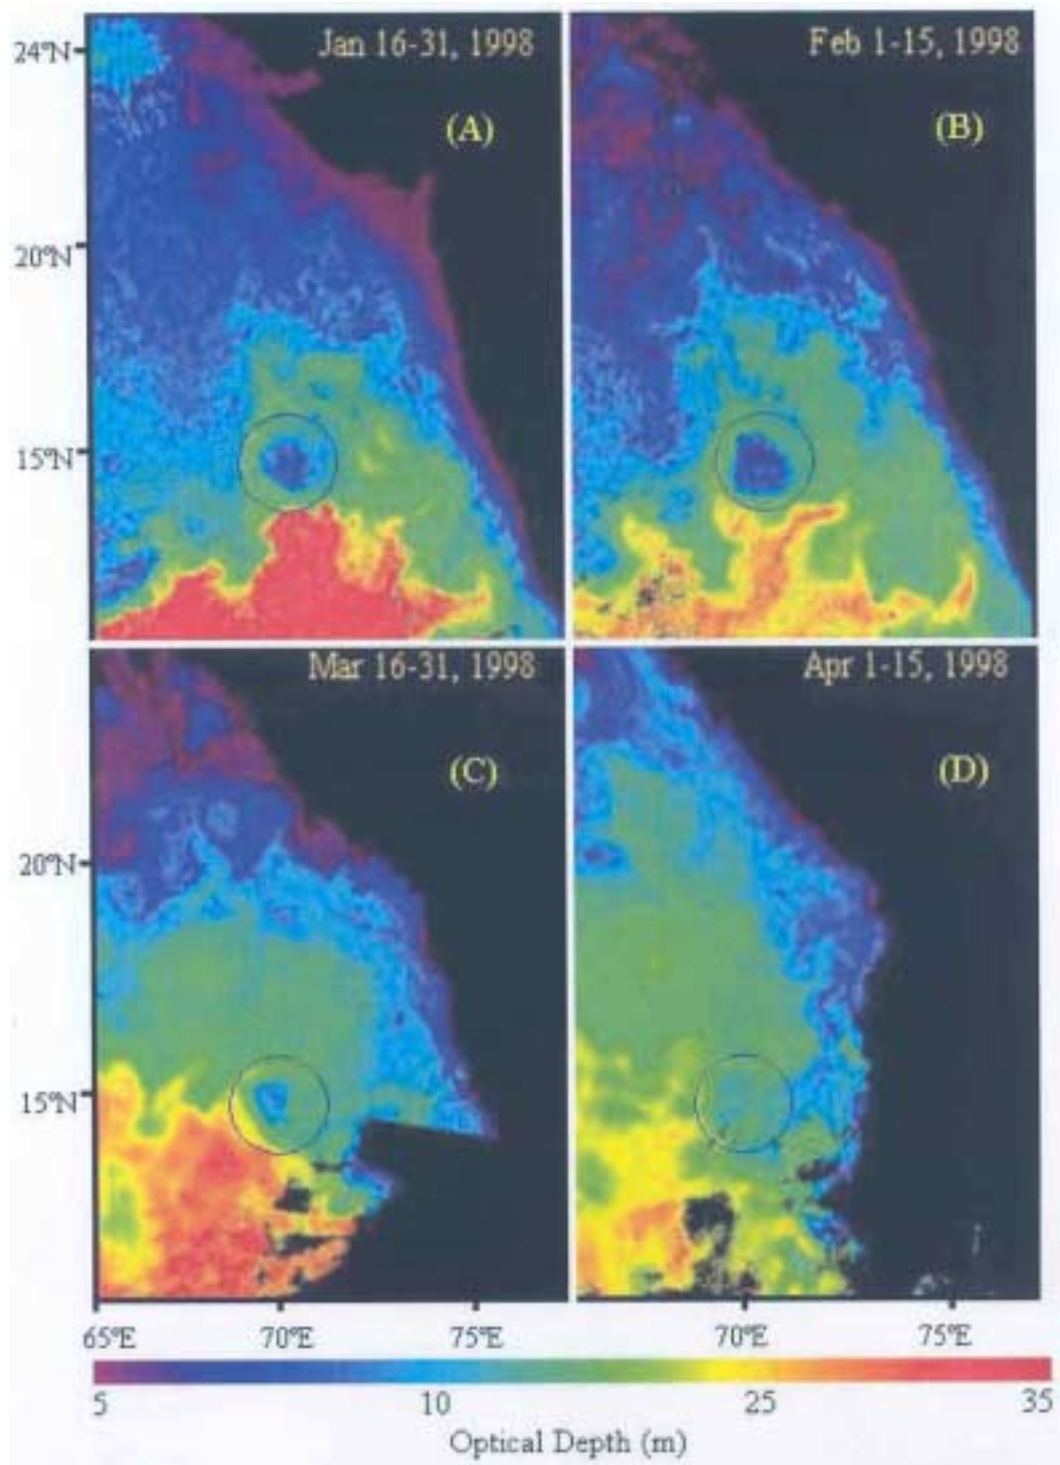 Jan 16-31, 1998
Feb 1-15, 1998
24°N
(A)
(B)
20°N
15°N
Mar 16-31, 1998
Apr 1-15, 1998
(C)
(D)
20°N
15°N
65°E
70°E
75°E
70°E
75°E
5
10
25
35
Optical Depth (m)